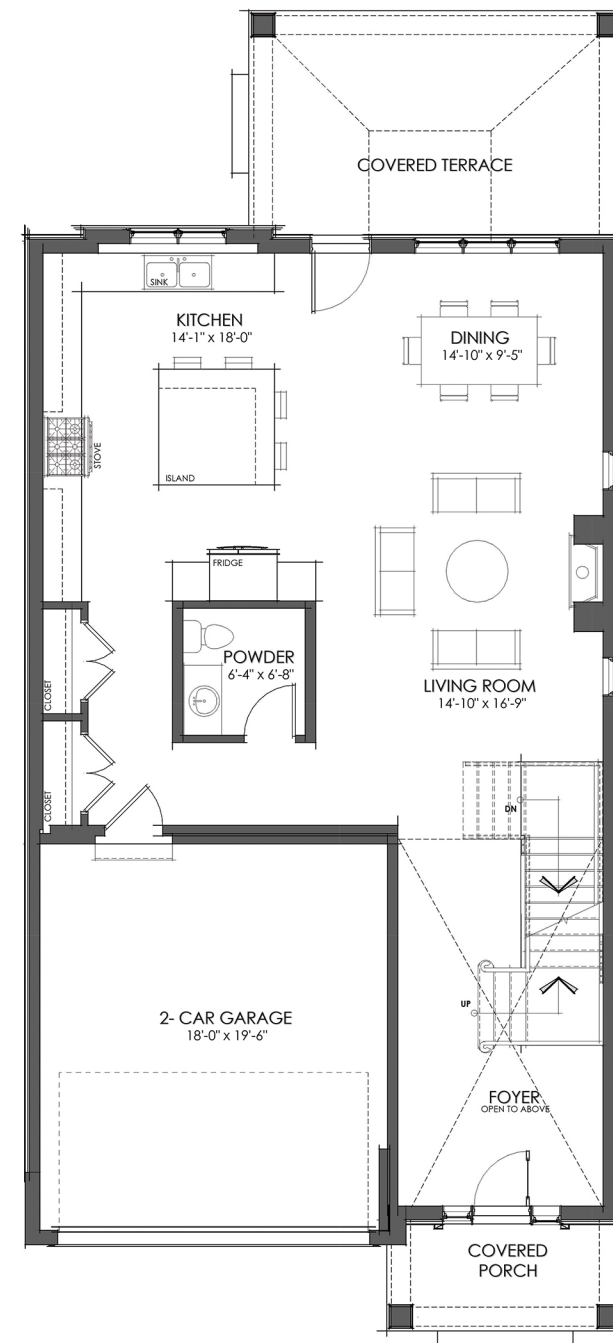 COVERED TERRACE
SINK
KITCHEN
14'-1" x 18'-0"
DINING
14'-10" x 9'-5"
STOVE
ISLAND
FRIDGE
POWDER
6'-4" x 6'-8"
CLOSET
LIVING ROOM
14'-10" x 16'-9"
CLOSET
DN
2- CAR GARAGE
18'-0" x 19'-6"
UP
FOYER
OPEN TO ABOVE
COVERED
PORCH